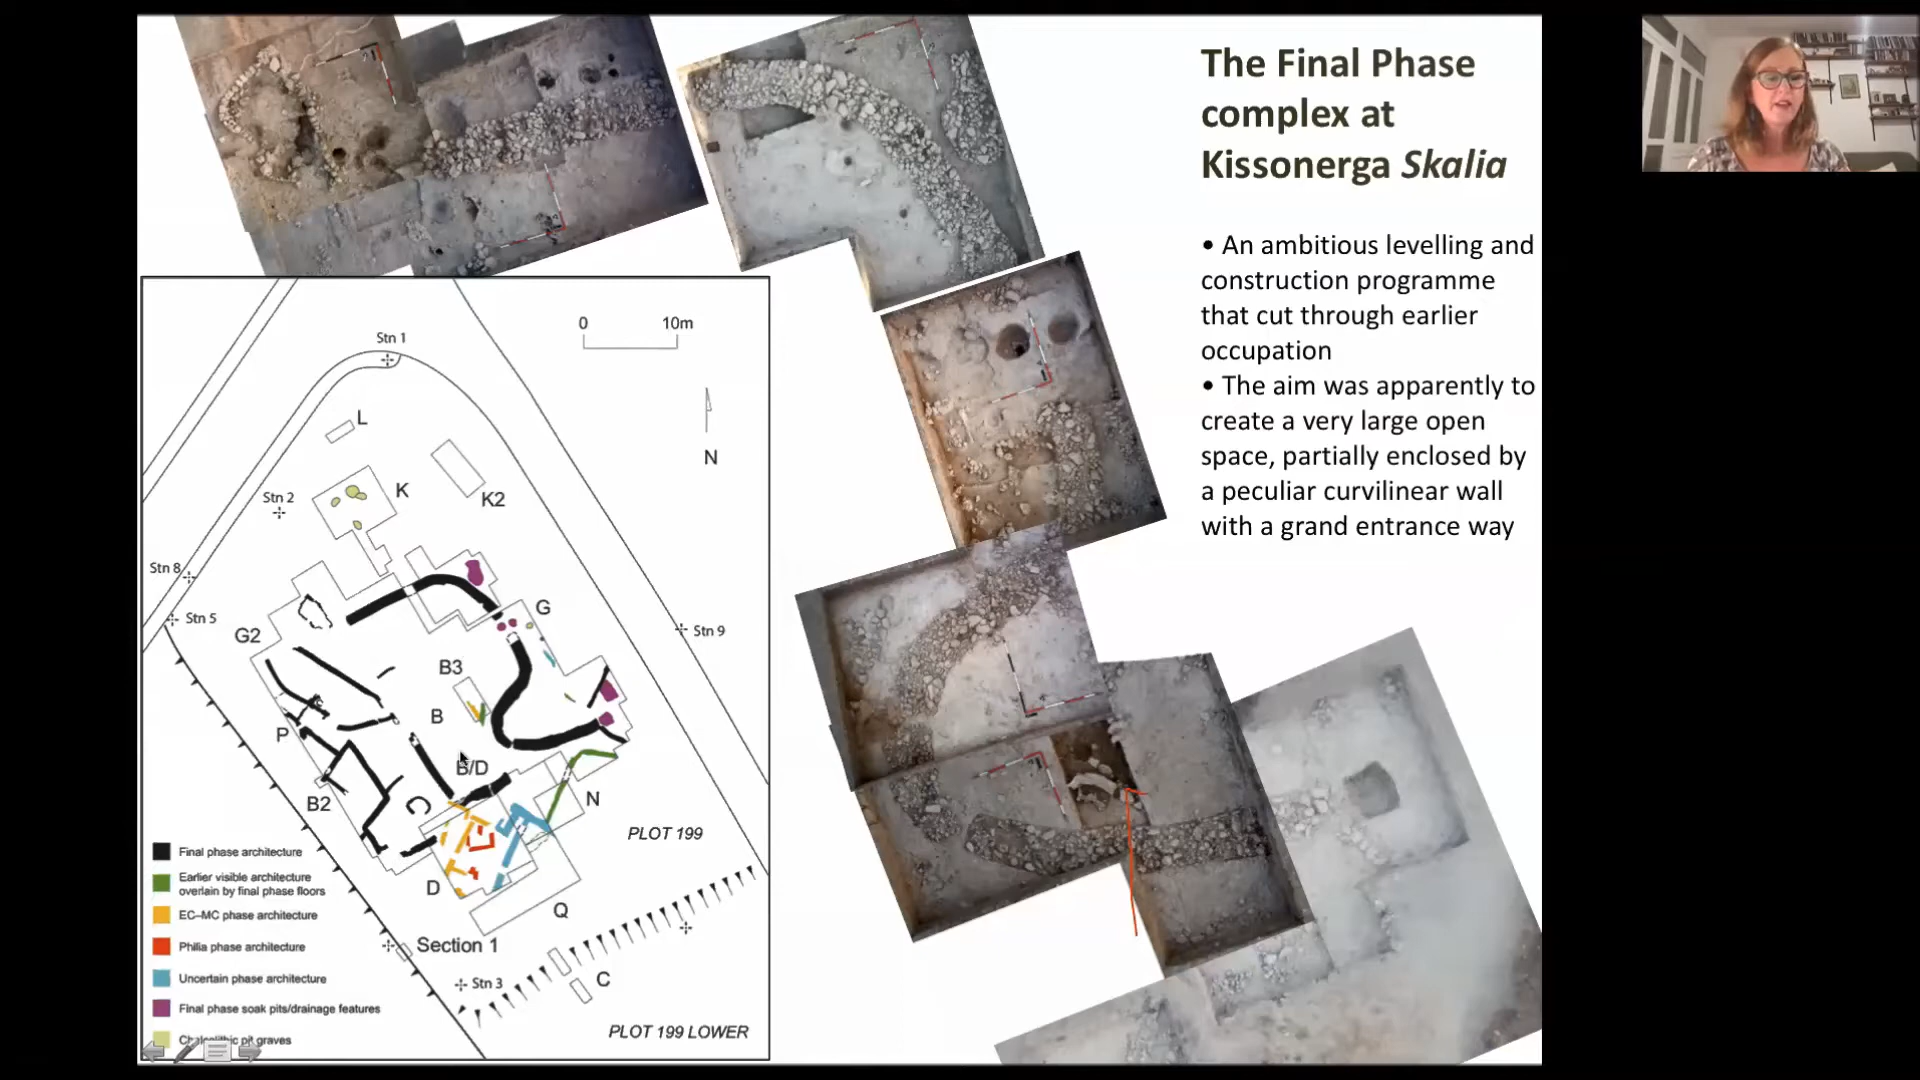 The Final Phase
complex at
Kissonerga Skalia
• An ambitious levelling and
construction programme
that cut through earlier
occupation
• The aim was apparently to
create a very large open
space, partially enclosed by
a peculiar curvilinear wall
with a grand entrance way
0 10m
Stn 1
N
L
K
K2
Stn 2
Stn 8
Stn 5
G
G2
Stn 9
B3
B
P
B/D
B2
C
N
PLOT 199
D
Q
Section 1
Stn 3
C
PLOT 199 LOWER
Final phase architecture
Earlier visible architecture
overlain by final phase floors
EC–MC phase architecture
Philia phase architecture
Uncertain phase architecture
Final phase soak pits/drainage features
Chalcolithic pit graves